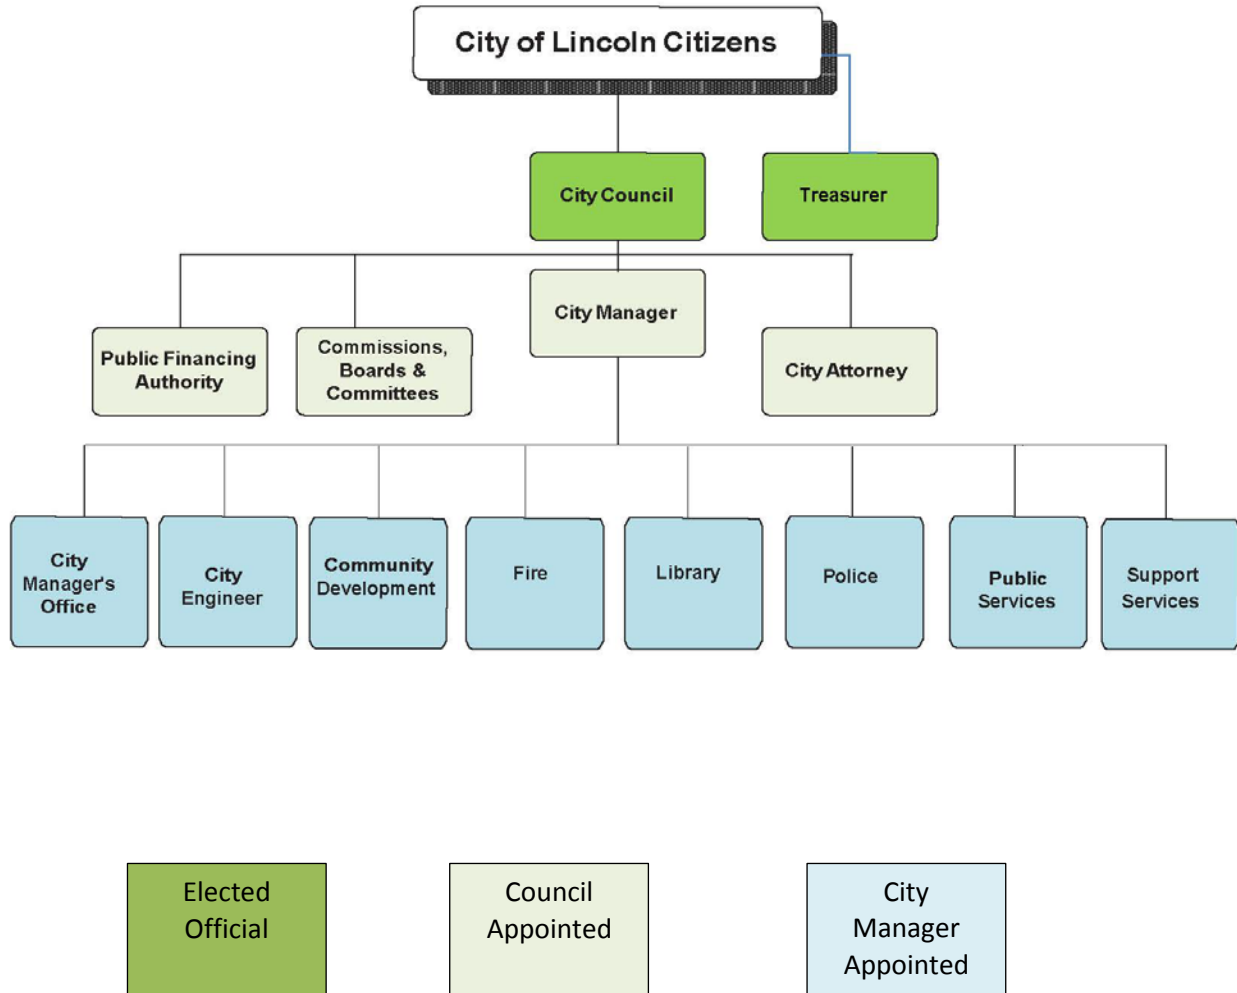 City of Lincoln Citizens
City Council
Treasurer
City Manager
Public Financing
Authority
Commissions,
Boards &
Committees
City Attorney
City
Manager's
Office
City
Engineer
Community
Development
Fire
Library
Police
Public
Services
Support
Services
Elected
Official
Council
Appointed
City
Manager
Appointed